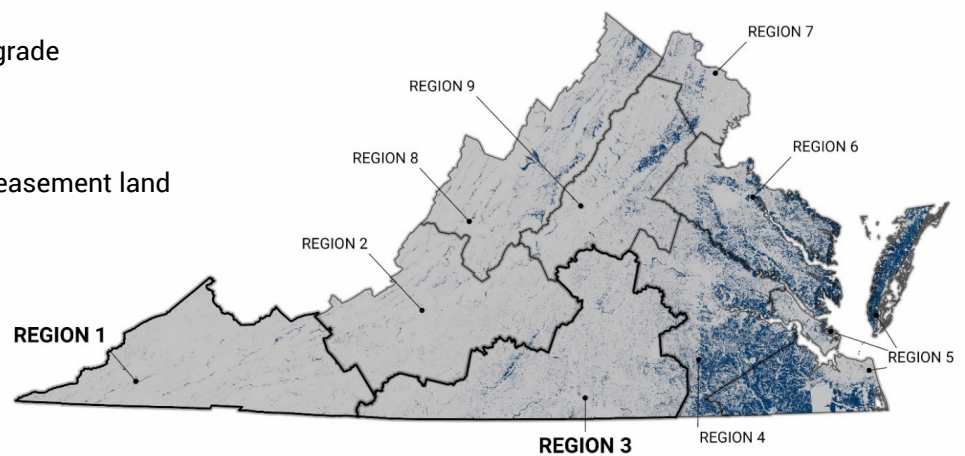 grade
easement land
REGION 7
REGION 9
REGION 6
REGION 8
REGION 2
REGION 1
REGION 5
REGION 4
REGION 3